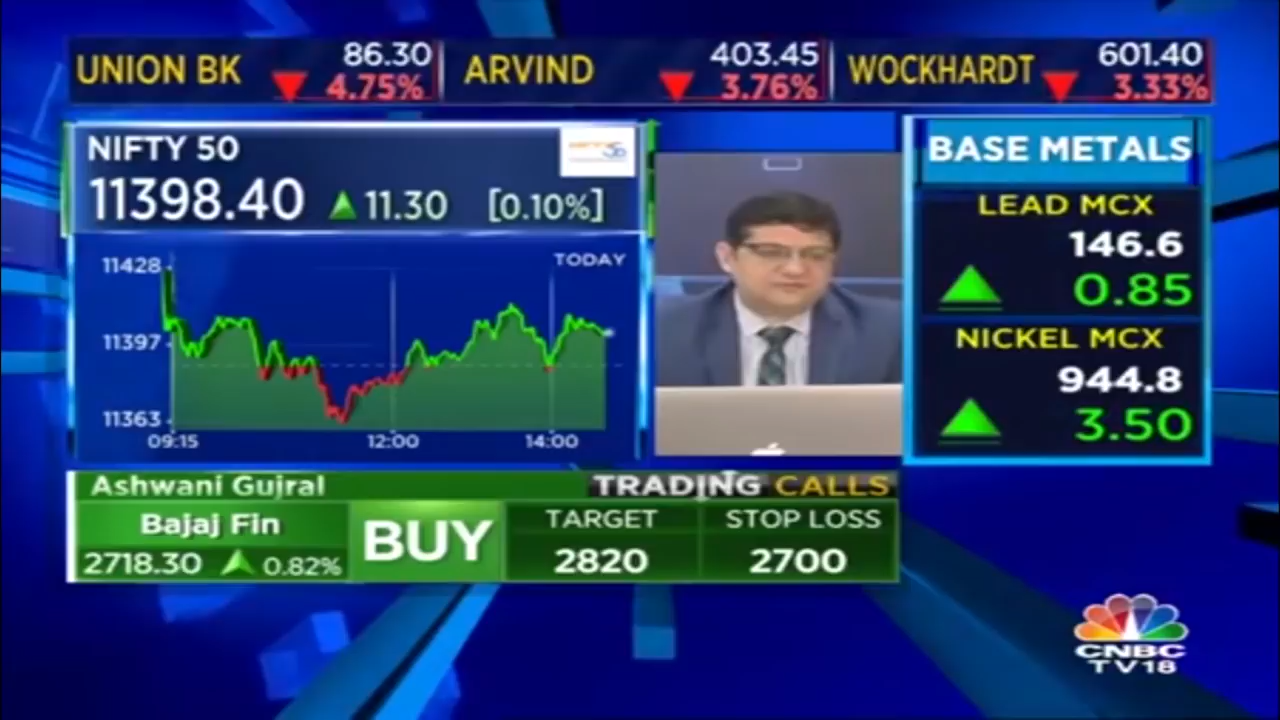 UNION BK 86.30 4.75% ARVIND 403.45 3.76% WOCKHARDT 601.40 3.33%
NIFTY 50
11398.40 11.30 [0.10%]
TODAY
11428
11397
11363
09:15 12:00 14:00
BASE METALS
LEAD MCX
146.6
0.85
NICKEL MCX
944.8
3.50
Ashwani Gujral TRADING CALLS
Bajaj Fin
2718.30 0.82%
BUY
TARGET STOP LOSS
2820 2700
CNBC
TV18